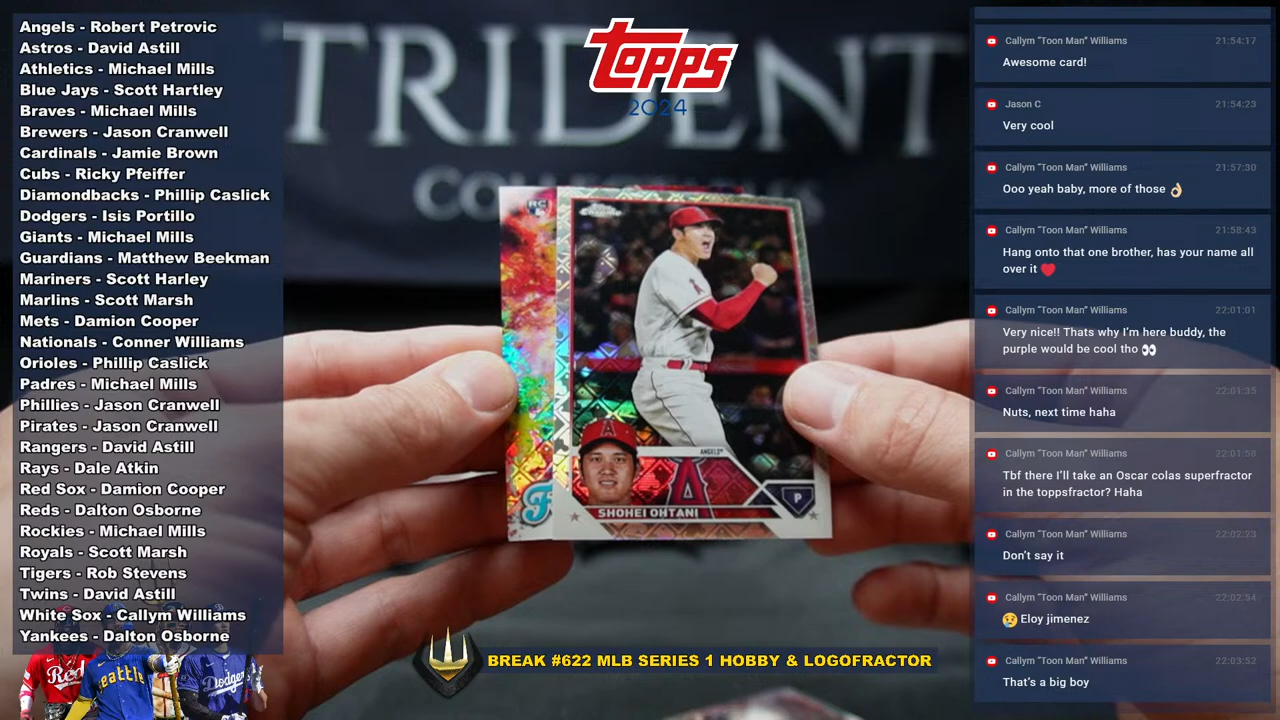 Angels - Robert Petrovic
Astros - David Astill
Athletics - Michael Mills
Blue Jays - Scott Hartley
Braves - Michael Mills
Brewers - Jason Cranwell
Cardinals - Jamie Brown
Cubs - Ricky Pfeiffer
Diamondbacks - Phillip Caslick
Dodgers - Isis Portillo
Giants - Michael Mills
Guardians - Matthew Beekman
Mariners - Scott Harley
Marlins - Scott Marsh
Mets - Damion Cooper
Nationals - Conner Williams
Orioles - Phillip Caslick
Padres - Michael Mills
Phillies - Jason Cranwell
Pirates - Jason Cranwell
Rangers - David Astill
Rays - Dale Atkin
Red Sox - Damion Cooper
Reds - Dalton Osborne
Rockies - Michael Mills
Royals - Scott Marsh
Tigers - Rob Stevens
Twins - David Astill
White Sox - Callym Williams
Yankees - Dalton Osborne
Reds
Seattle
Dodgers
TRIDENT
topps
2024
RC
Topps
Chrome
ANGELS
A
P
SHOHEI OHTANI
BREAK #622 MLB SERIES 1 HOBBY & LOGOFRACTOR
Callym "Toon Man" Williams 21:54:17
Awesome card!
Jason C 21:54:23
Very cool
Callym "Toon Man" Williams 21:57:30
Ooo yeah baby, more of those 👌🏻
Callym "Toon Man" Williams 21:58:43
Hang onto that one brother, has your name all
over it ❤️
Callym "Toon Man" Williams 22:01:01
Very nice!! Thats why I'm here buddy, the
purple would be cool tho 👀
Callym "Toon Man" Williams 22:01:35
Nuts, next time haha
Callym "Toon Man" Williams 22:01:58
Tbf there I'll take an Oscar colas superfractor
in the toppsfractor? Haha
Callym "Toon Man" Williams 22:02:23
Don't say it
Callym "Toon Man" Williams 22:02:54
😢 Eloy jimenez
Callym "Toon Man" Williams 22:03:52
That's a big boy